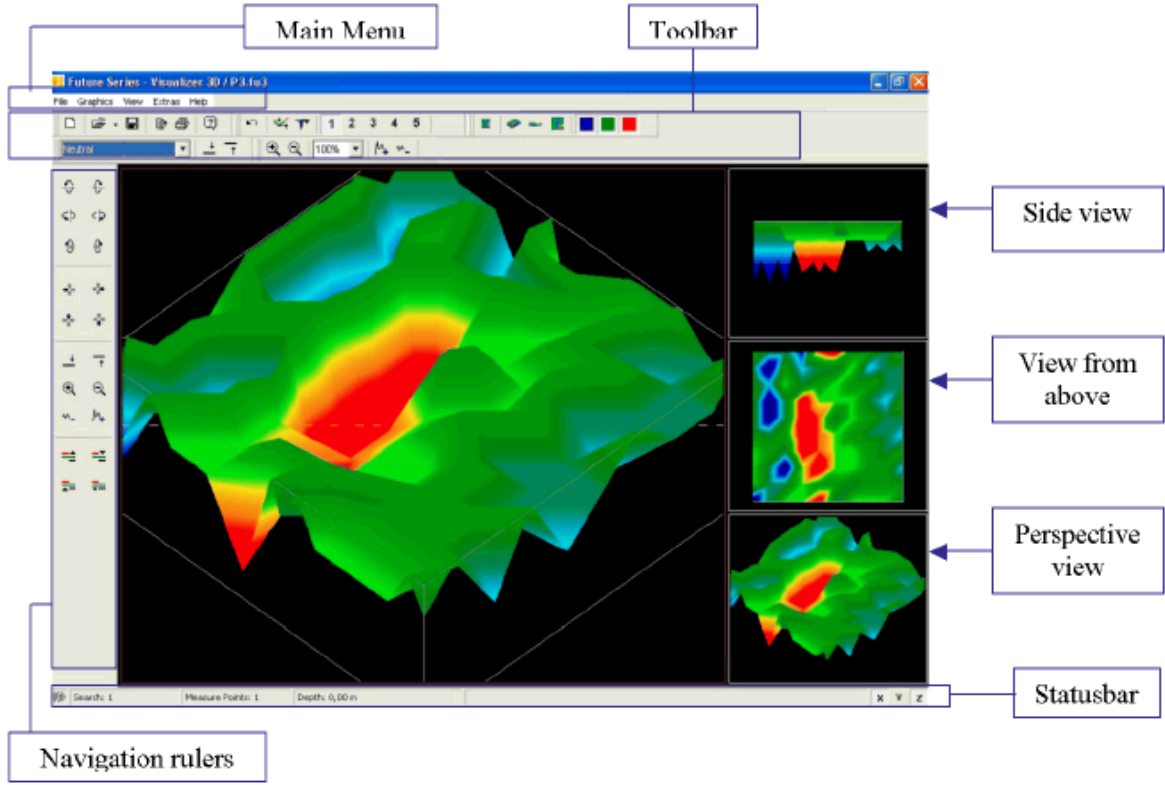 Main Menu
Toolbar
Future Series - Visualizer 3D / P3.fu3
File Graphics View Extras Help
1 2 3 4 5
Neutral
100%
Side view
View from
above
Perspective
view
Search: 1 Measure Points: 1 Depth: 0,00 m X Y Z
Statusbar
Navigation rulers